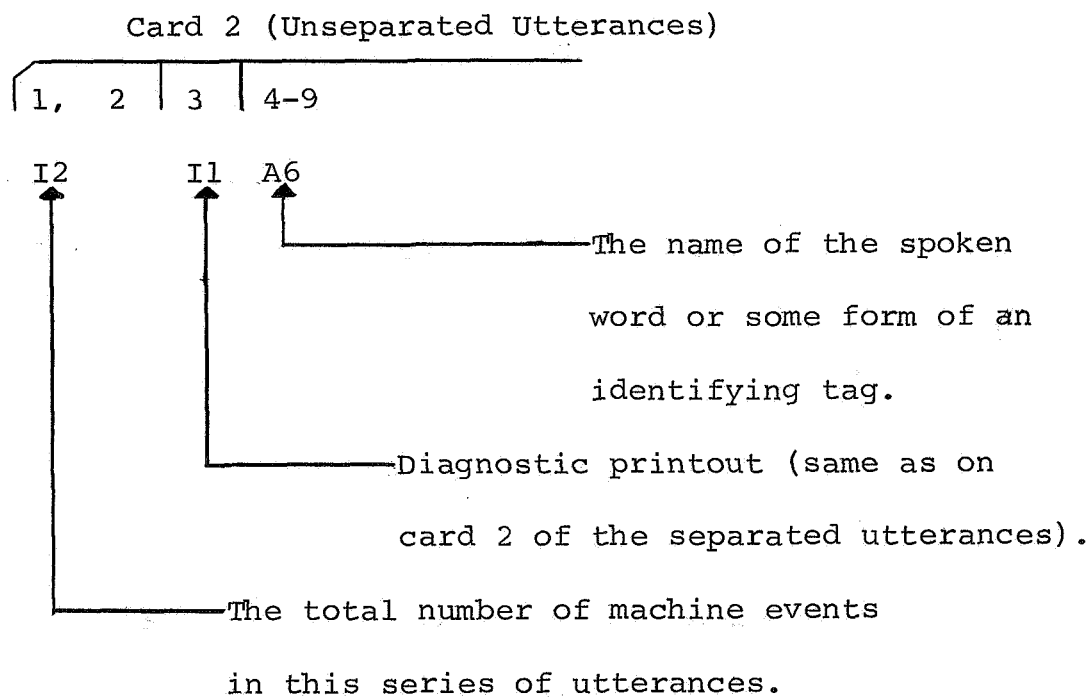 Card 2 (Unseparated Utterances)
1, 2 3 4-9
I2 I1 A6
The name of the spoken
word or some form of an
identifying tag.
Diagnostic printout (same as on
card 2 of the separated utterances).
The total number of machine events
in this series of utterances.